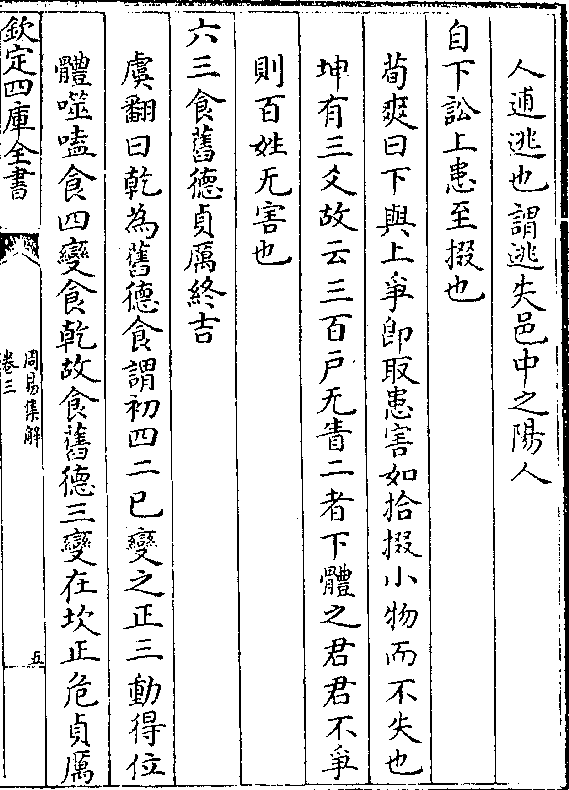 人逋逃也謂逃失邑中之陽人
自下訟上患至掇也
荀爽曰下與上爭即取患害如拾掇小物而不失也
坤有三爻故云三百戸无眚二者下體之君君不爭
則百姓无害也
六三食舊德貞厲終吉
虞翻曰乾為舊德食謂初四二已變之正三動得位
體噬嗑食四變食乾故食舊德三變在坎正危貞厲
欽定四庫全書
周易集解
卷三
五